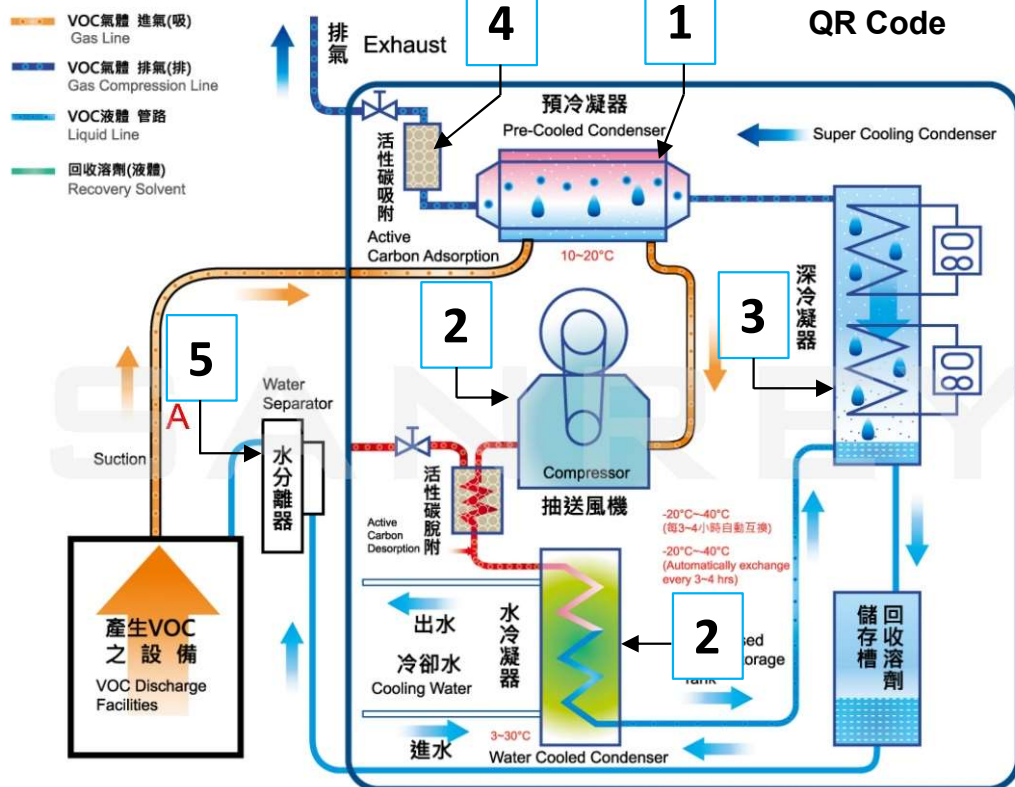 VOC氣體 進氣(吸)
Gas Line
VOC氣體 排氣(排)
Gas Compression Line
VOC液體 管路
Liquid Line
回收溶劑(液體)
Recovery Solvent
排氣
Exhaust
4
1
QR Code
預冷凝器
Pre-Cooled Condenser
Super Cooling Condenser
活性碳吸附
Active
Carbon Adsorption
10~20°C
深冷凝器
80
80
2
3
5
Water
Separator
A
水分離器
Suction
SANREY
Compressor
抽送風機
活性碳脫附
Active
Carbon
Desorption
-20°C~-40°C
(每3~4小時自動互換)
-20°C~-40°C
(Automatically exchange
every 3~4 hrs)
產生VOC
之設備
VOC Discharge
Facilities
出水
冷卻水
Cooling Water
進水
水冷凝器
3~30°C
Water Cooled Condenser
2
Tank
回收溶劑
儲存槽